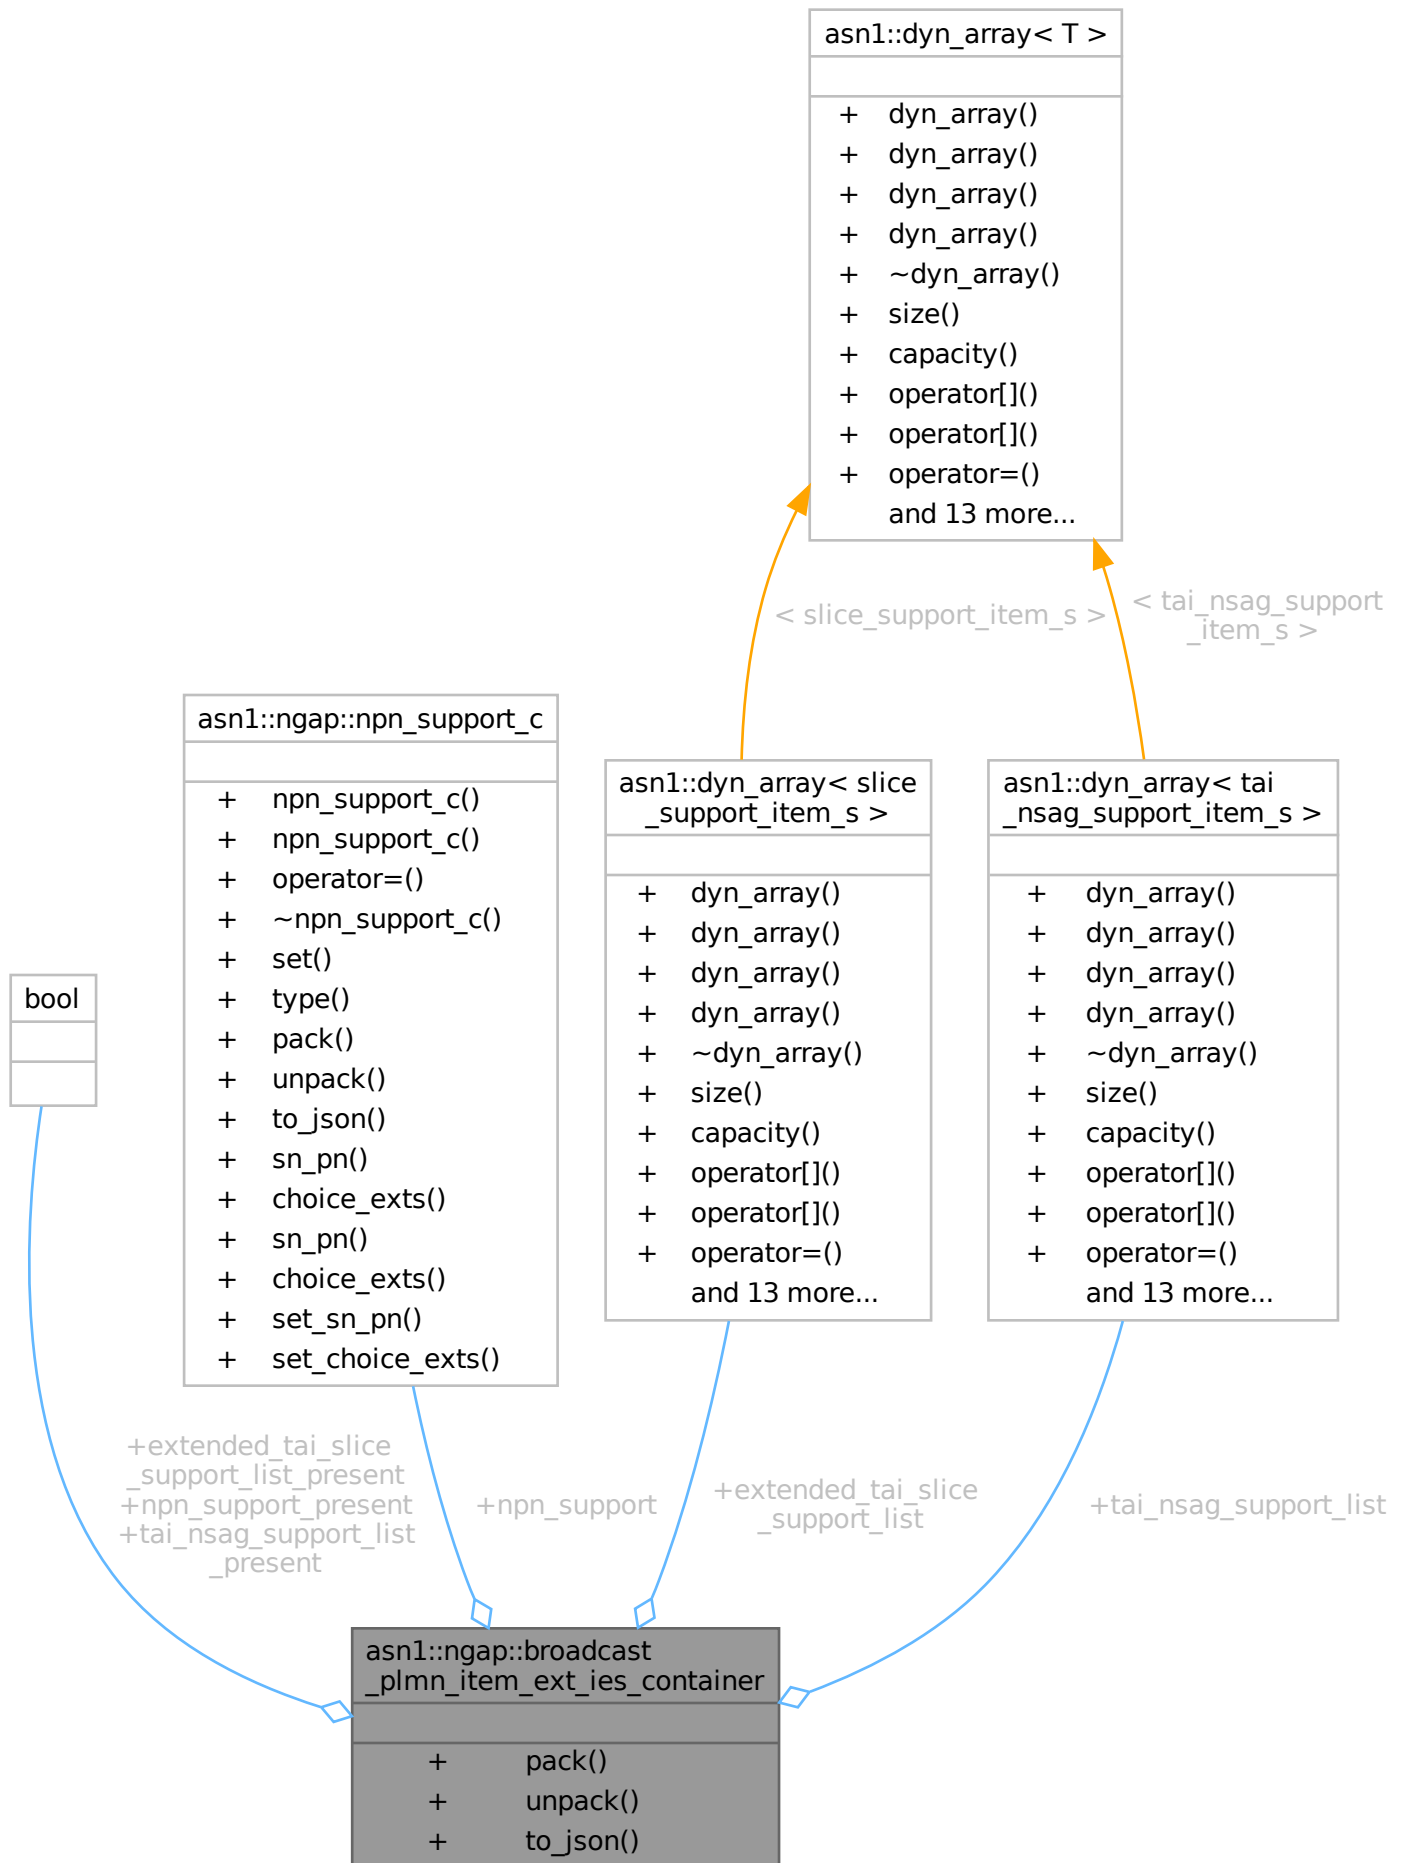 asn1::dyn_array< T >
+ dyn_array()
+ dyn_array()
+ dyn_array()
+ dyn_array()
+ ~dyn_array()
+ size()
+ capacity()
+ operator[]()
+ operator[]()
+ operator=()
and 13 more...
< slice_support_item_s >
< tai_nsag_support
_item_s >
asn1::ngap::npn_support_c
+ npn_support_c()
+ npn_support_c()
+ operator=()
+ ~npn_support_c()
+ set()
+ type()
+ pack()
+ unpack()
+ to_json()
+ sn_pn()
+ choice_exts()
+ sn_pn()
+ choice_exts()
+ set_sn_pn()
+ set_choice_exts()
asn1::dyn_array< slice
_support_item_s >
+ dyn_array()
+ dyn_array()
+ dyn_array()
+ dyn_array()
+ ~dyn_array()
+ size()
+ capacity()
+ operator[]()
+ operator[]()
+ operator=()
and 13 more...
asn1::dyn_array< tai
_nsag_support_item_s >
+ dyn_array()
+ dyn_array()
+ dyn_array()
+ dyn_array()
+ ~dyn_array()
+ size()
+ capacity()
+ operator[]()
+ operator[]()
+ operator=()
and 13 more...
bool
+extended_tai_slice
_support_list_present
+npn_support_present
+tai_nsag_support_list
_present
+npn_support
+extended_tai_slice
_support_list
+tai_nsag_support_list
asn1::ngap::broadcast
_plmn_item_ext_ies_container
+ pack()
+ unpack()
+ to_json()